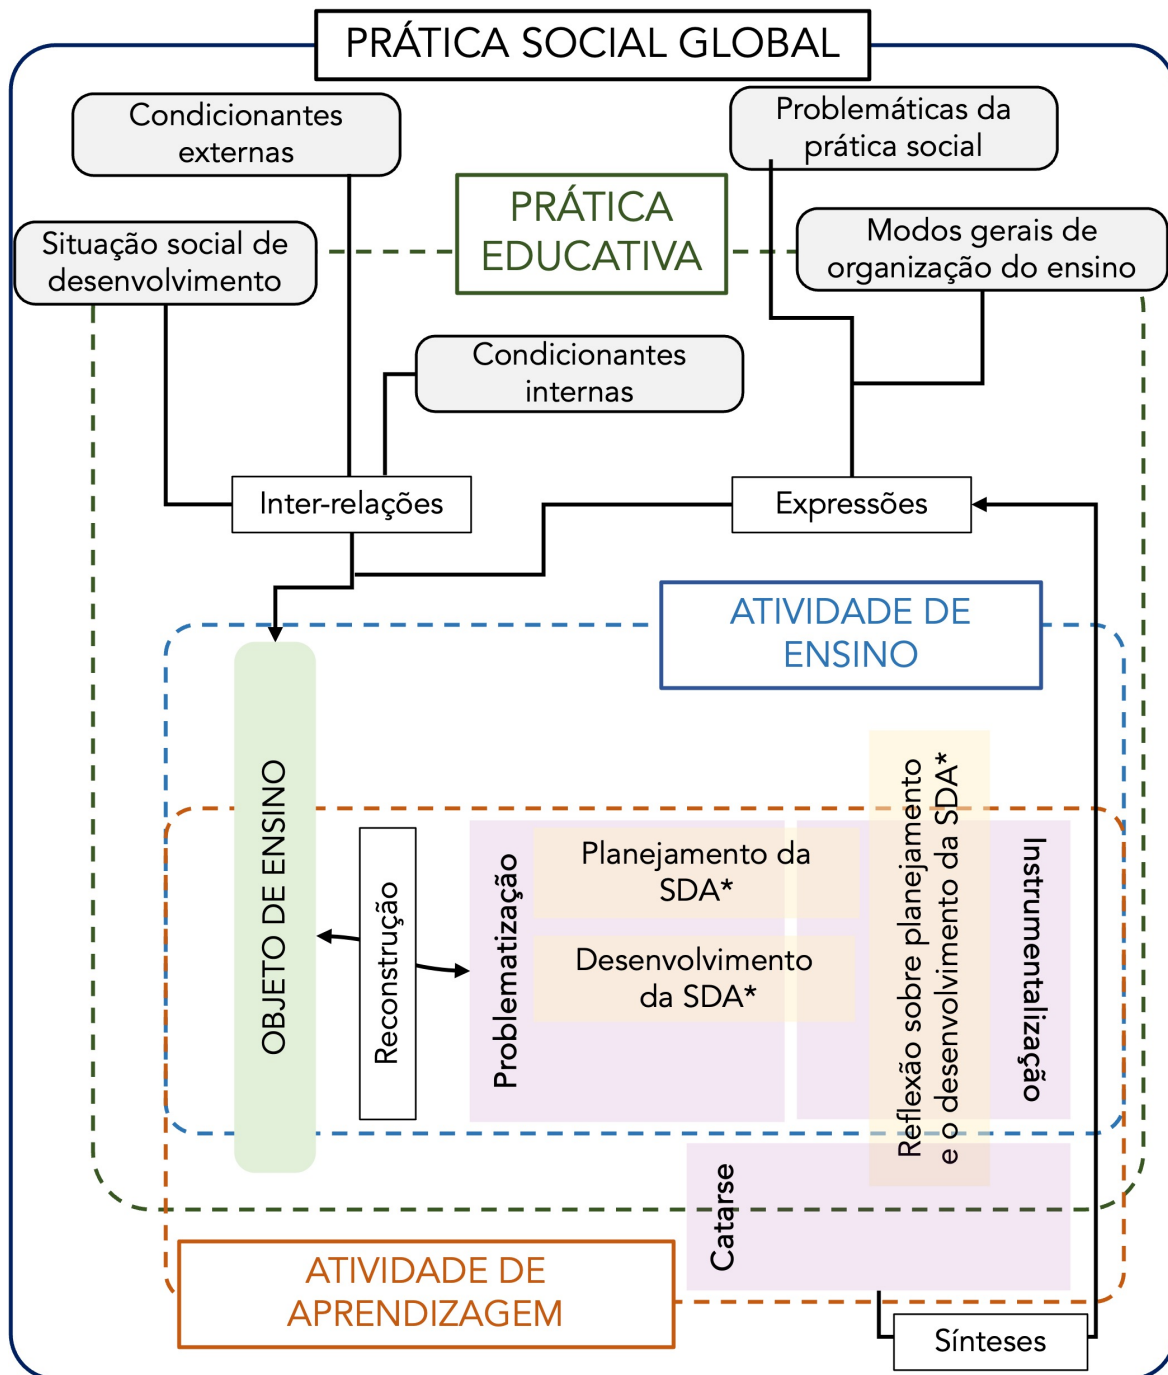 PRÁTICA SOCIAL GLOBAL
Condicionantes
externas
Problemáticas da
prática social
PRÁTICA
EDUCATIVA
Situação social de
desenvolvimento
Modos gerais de
organização do ensino
Condicionantes
internas
Inter-relações
Expressões
ATIVIDADE DE
ENSINO
OBJETO DE ENSINO
Reconstrução
Problematização
Planejamento da
SDA*
Desenvolvimento
da SDA*
Reflexão sobre planejamento
e o desenvolvimento da SDA*
Instrumentalização
Catarse
ATIVIDADE DE
APRENDIZAGEM
Sínteses